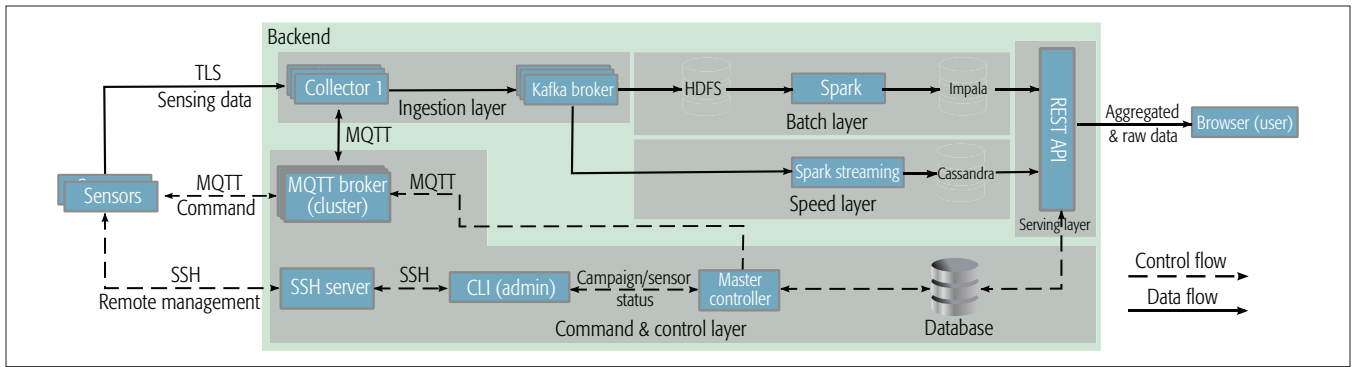 Backend
TLS
Sensing data
Collector 1
Ingestion layer
Kafka broker
HDFS
Spark
Impala
Batch layer
REST API
Aggregated
& raw data
Browser (user)
MQTT
Spark streaming
Cassandra
Speed layer
Serving layer
Sensors
MQTT
Command
MQTT broker
(cluster)
MQTT
SSH
Remote management
SSH server
SSH
CLI (admin)
Campaign/sensor
status
Master
controller
Database
Command & control layer
Control flow
Data flow